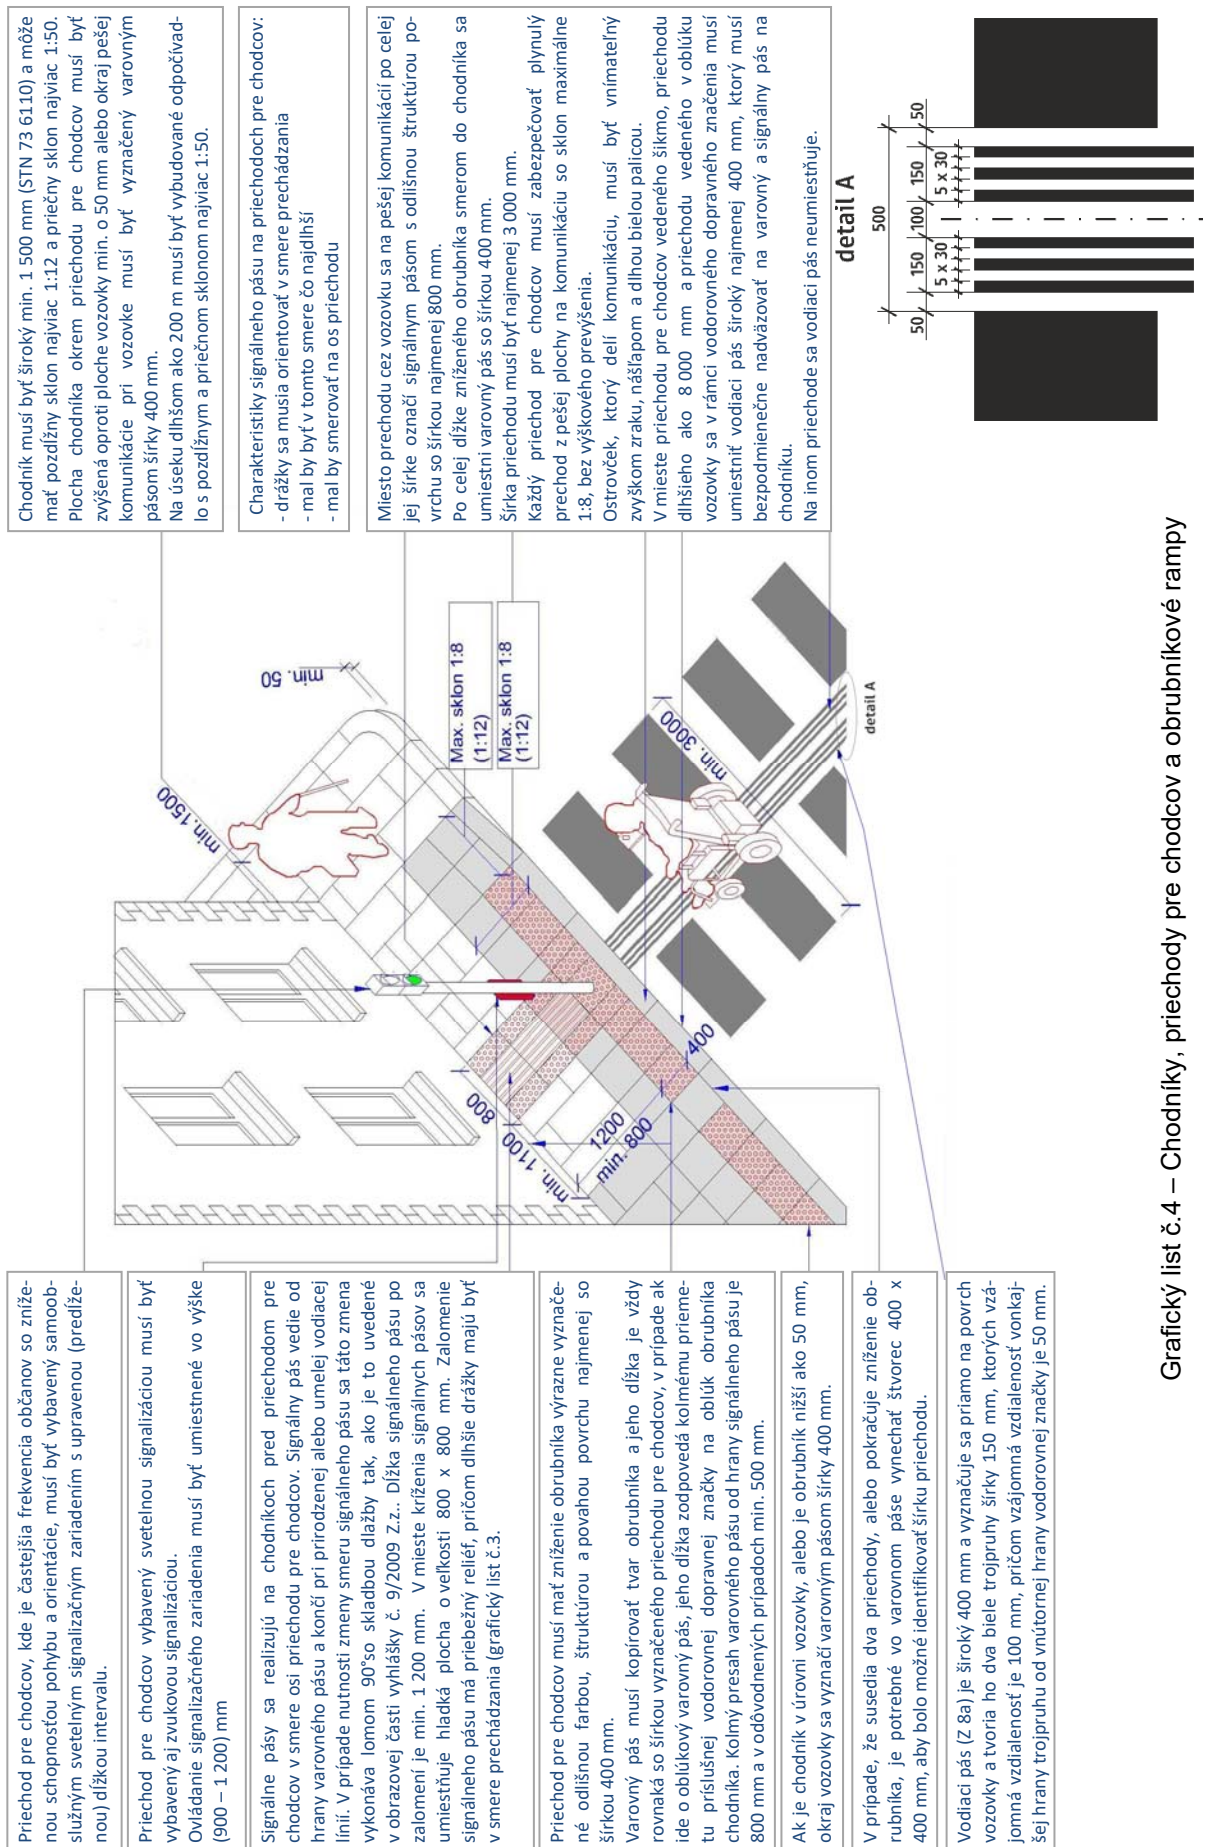 Priechod pre chodcov, kde je častejšia frekvencia občanov so zníže-
nou schopnosťou pohybu a orientácie, musí byť vybavený samoob-
služným svetelným signalizačným zariadením s upravenou (predĺže-
nou) dĺžkou intervalu.
Priechod pre chodcov vybavený svetelnou signalizáciou musí byť
vybavený aj zvukovou signalizáciou.
Ovládanie signalizačného zariadenia musí byť umiestnené vo výške
(900 – 1 200) mm
Signálne pásy sa realizujú na chodníkoch pred priechodom pre
chodcov v smere osi priechodu pre chodcov. Signálny pás vedie od
hrany varovného pásu a končí pri prirodzenej alebo umelej vodiacej
línií. V prípade nutnosti zmeny smeru signálneho pásu sa táto zmena
vykonáva lomom 90°so skladbou dlažby tak, ako je to uvedené
v obrazovej časti vyhlášky č. 9/2009 Z.z.. Dĺžka signálneho pásu po
zalomení je min. 1 200 mm. V mieste kríženia signálnych pásov sa
umiestňuje hladká plocha o veľkosti 800 x 800 mm. Zalomenie
signálneho pásu má priebežný reliéf, pričom dlhšie drážky majú byť
v smere prechádzania (grafický list č.3.
Priechod pre chodcov musí mať zníženie obrubníka výrazne vyznače-
né odlišnou farbou, štruktúrou a povahou povrchu najmenej so
šírkou 400 mm.
Varovný pás musí kopírovať tvar obrubníka a jeho dĺžka je vždy
rovnaká so šírkou vyznačeného priechodu pre chodcov, v prípade ak
ide o oblúkový varovný pás, jeho dĺžka zodpovedá kolmému prieme-
tu príslušnej vodorovnej dopravnej značky na oblúk obrubníka
chodníka. Kolmý presah varovného pásu od hrany signálneho pásu je
800 mm a v odôvodnených prípadoch min. 500 mm.
Ak je chodník v úrovni vozovky, alebo je obrubník nižší ako 50 mm,
okraj vozovky sa vyznačí varovným pásom šírky 400 mm.
V prípade, že susedia dva priechody, alebo pokračuje zníženie ob-
rubníka, je potrebné vo varovnom páse vynechať štvorec 400 x
400 mm, aby bolo možné identifikovať šírku priechodu.
Vodiaci pás (Z 8a) je široký 400 mm a vyznačuje sa priamo na povrch
vozovky a tvoria ho dva biele trojpruhy šírky 150 mm, ktorých vzá-
jomná vzdialenosť je 100 mm, pričom vzájomná vzdialenosť vonkaj-
šej hrany trojpruhu od vnútornej hrany vodorovnej značky je 50 mm.
min. 1500
min. 50
Max. sklon 1:8
(1:12)
Max. sklon 1:8
(1:12)
800
min. 1100
1200
min. 800
400
min. 3000
detail A
Chodník musí byť široký min. 1 500 mm (STN 73 6110) a môže
mať pozdĺžny sklon najviac 1:12 a priečny sklon najviac 1:50.
Plocha chodníka okrem priechodu pre chodcov musí byť
zvýšená oproti ploche vozovky min. o 50 mm alebo okraj pešej
komunikácie pri vozovke musí byť vyznačený varovným
pásom šírky 400 mm.
Na úseku dlhšom ako 200 m musí byť vybudované odpočívad-
lo s pozdĺžnym a priečnom sklonom najviac 1:50.
Charakteristiky signálneho pásu na priechodoch pre chodcov:
- drážky sa musia orientovať v smere prechádzania
- mal by byť v tomto smere čo najdlhší
- mal by smerovať na os priechodu
Miesto prechodu cez vozovku sa na pešej komunikácií po celej
jej šírke označí signálnym pásom s odlišnou štruktúrou po-
vrchu so šírkou najmenej 800 mm.
Po celej dĺžke zníženého obrubníka smerom do chodníka sa
umiestni varovný pás so šírkou 400 mm.
Šírka priechodu musí byť najmenej 3 000 mm.
Každý priechod pre chodcov musí zabezpečovať plynulý
prechod z pešej plochy na komunikáciu so sklon maximálne
1:8, bez výškového prevýšenia.
Ostrovček, ktorý delí komunikáciu, musí byť vnímateľný
zvyškom zraku, nášľapom a dlhou bielou palicou.
V mieste priechodu pre chodcov vedeného šikmo, priechodu
dlhšieho ako 8 000 mm a priechodu vedeného v oblúku
vozovky sa v rámci vodorovného dopravného značenia musí
umiestniť vodiaci pás široký najmenej 400 mm, ktorý musí
bezpodmienečne nadväzovať na varovný a signálny pás na
chodníku.
Na inom priechode sa vodiaci pás neumiestňuje.
detail A
500
50 150 100 150 50
5 x 30 5 x 30
Grafický list č.4 – Chodníky, priechody pre chodcov a obrubníkové rampy